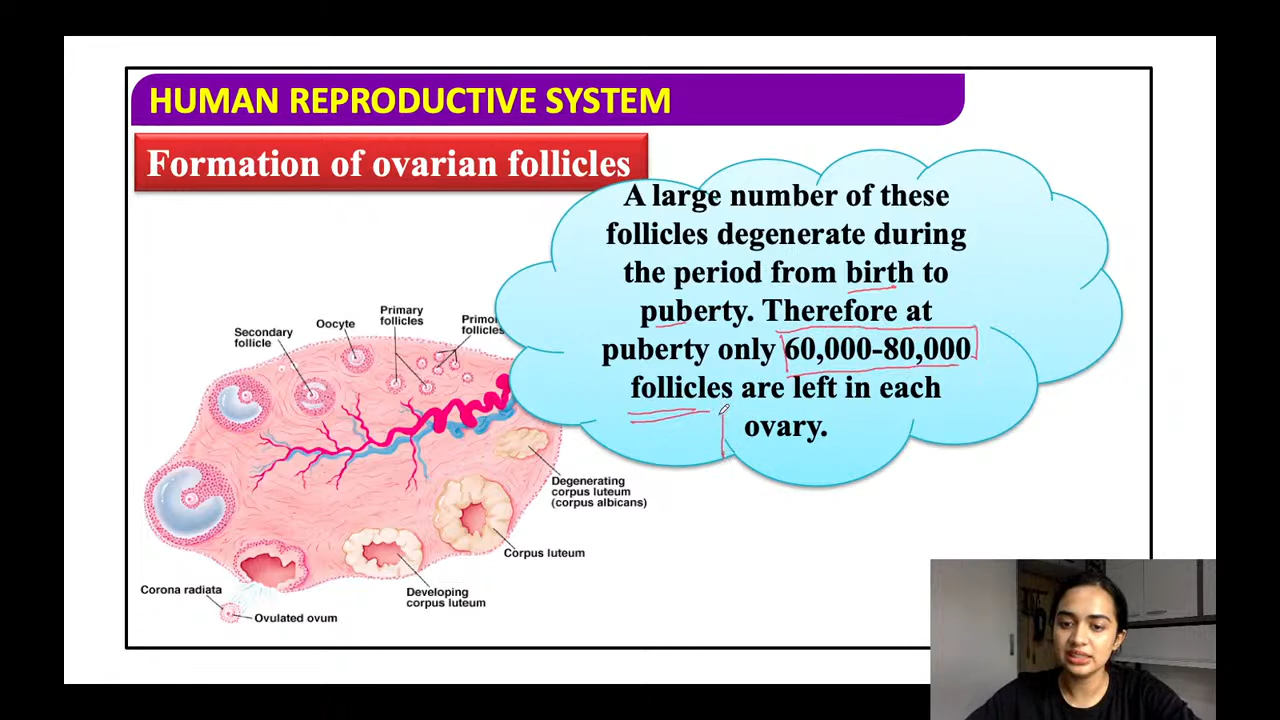 HUMAN REPRODUCTIVE SYSTEM
Formation of ovarian follicles
A large number of these
follicles degenerate during
the period from birth to
puberty. Therefore at
puberty only 60,000-80,000
follicles are left in each
ovary.
Primary
follicles
Oocyte
Secondary
follicle
follicles
Degenerating
corpus luteum
(corpus albicans)
Corpus luteum
Developing
corpus luteum
Corona radiata
Ovulated ovum